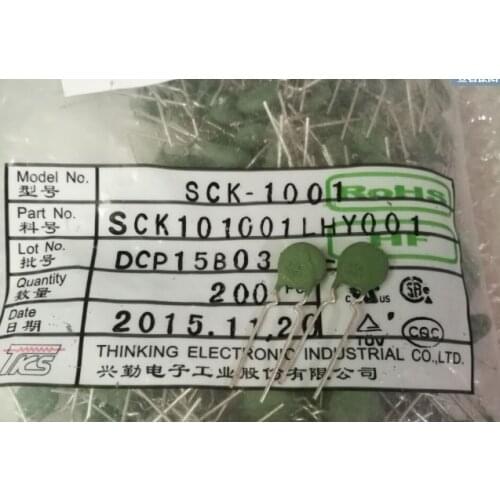 Model No.
型号
SCK-1001
RoHS
Part No.
料号
SCK101001LHY001
HF
Lot No.
批号
DCP15B03
Quantity
数量
200
Date
日期
2015.11.20
TÜV
CQC
TKS
THINKING ELECTRONIC INDUSTRIAL CO.,LTD.
兴勤电子工业股份有限公司